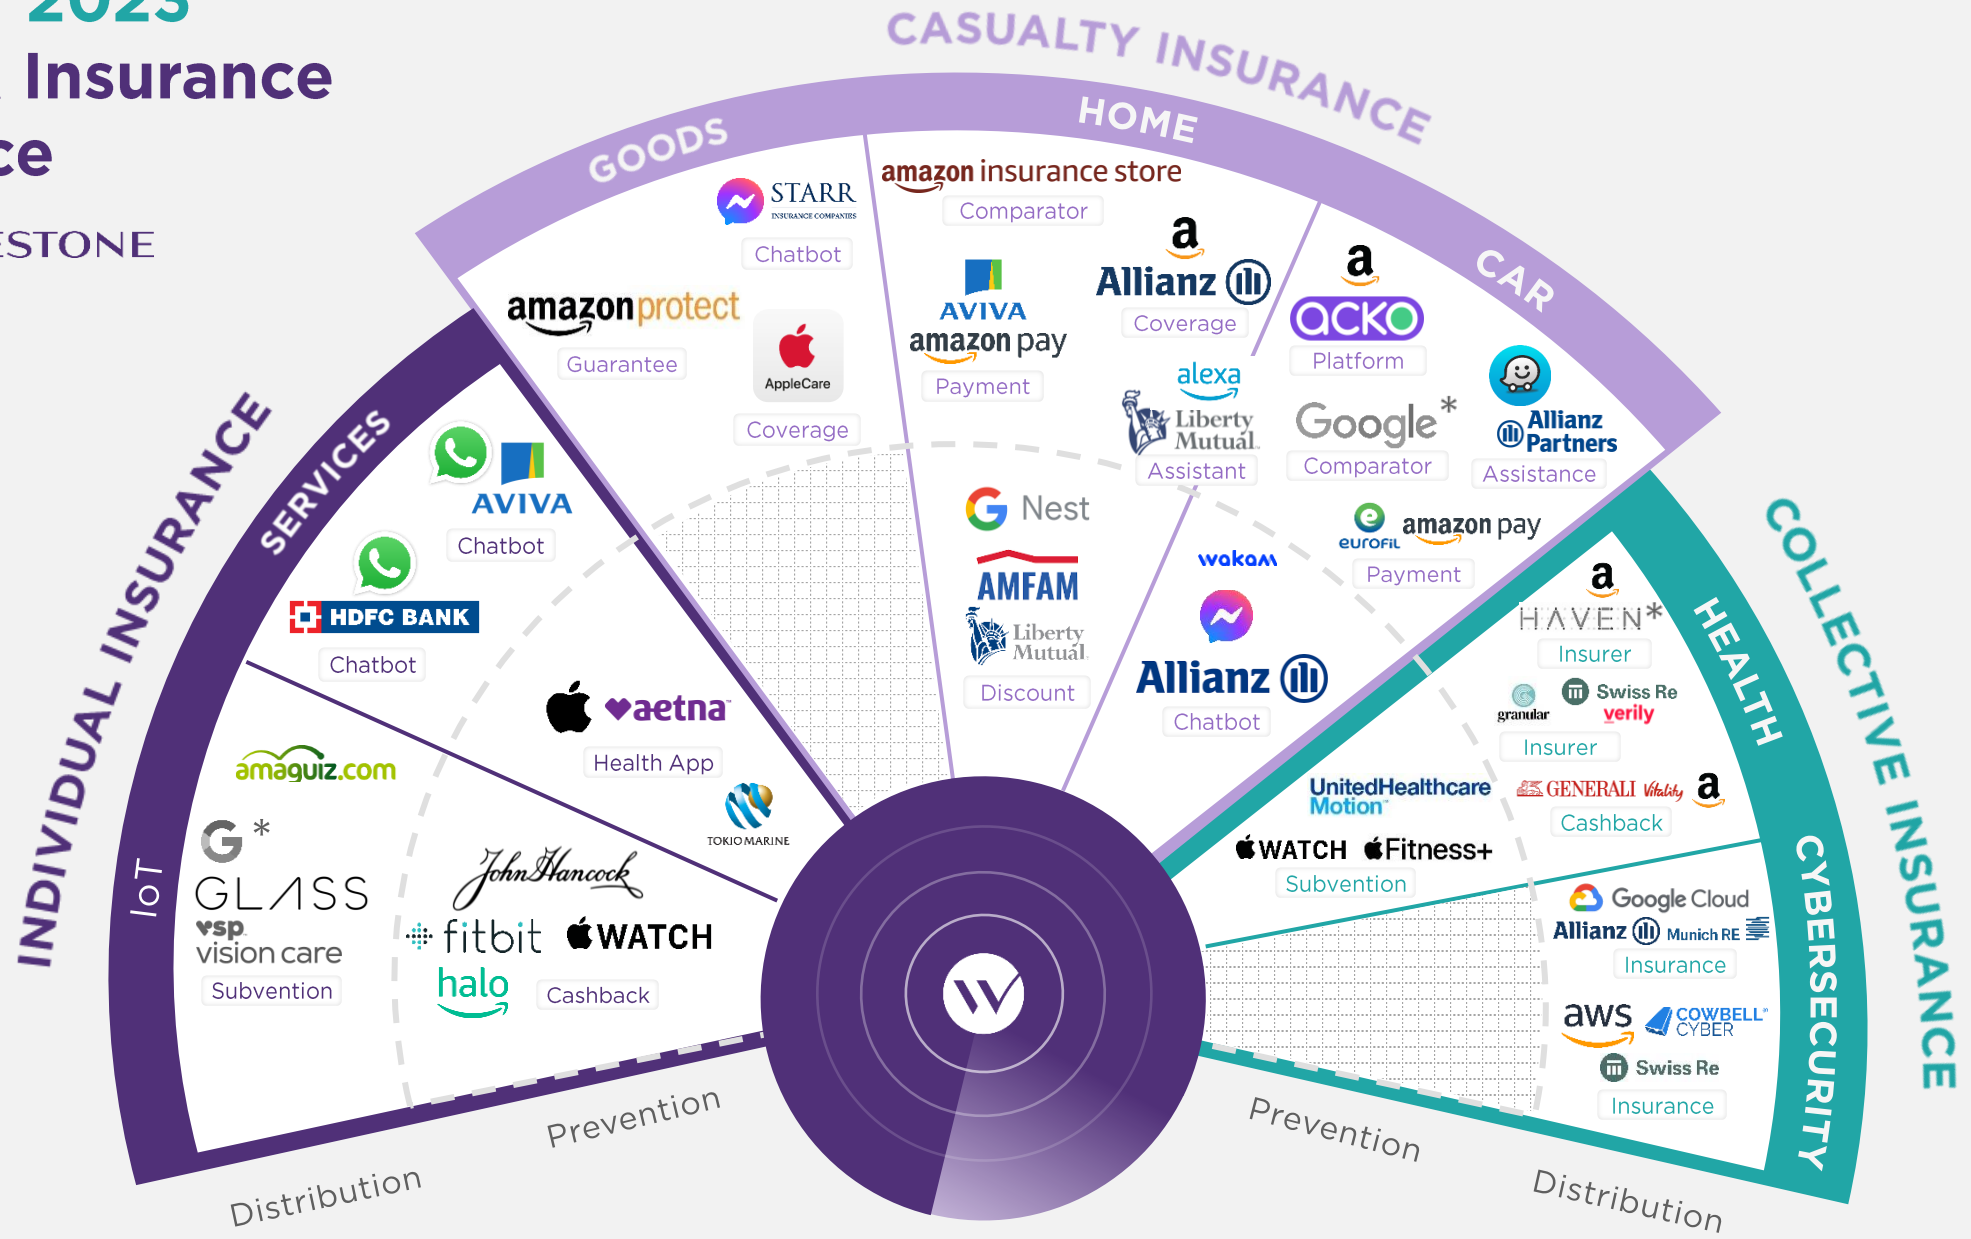 2023
Insurance
ce
ESTONE
CASUALTY INSURANCE
GOODS
HOME
CAR
INDIVIDUAL INSURANCE
SERVICES
IoT
COLLECTIVE INSURANCE
HEALTH
CYBERSECURITY
STARR
INSURANCE COMPANIES
Chatbot
amazonprotect
Guarantee
AppleCare
Coverage
amazon insurance store
Comparator
AVIVA
amazon pay
Payment
a
Allianz
Coverage
alexa
Liberty
Mutual.
Assistant
a
ACKO
Platform
Google*
Comparator
Allianz
Partners
Assistance
eurofil
amazon pay
Payment
AVIVA
Chatbot
HDFC BANK
Chatbot
aetna™
Health App
TOKIO MARINE
G Nest
AMFAM
Liberty
Mutual.
Discount
wakam
Allianz
Chatbot
amaguiz.com
G *
GLASS
vsp.
vision care
Subvention
John Hancock
fitbit
WATCH
halo
Cashback
a
HAVEN*
Insurer
granular
Swiss Re
verily
Insurer
GENERALI Vitality a
Cashback
UnitedHealthcare
Motion™
WATCH Fitness+
Subvention
Google Cloud
Allianz Munich RE
Insurance
aws
COWBELL®
CYBER
Swiss Re
Insurance
W
Prevention
Distribution
Prevention
Distribution